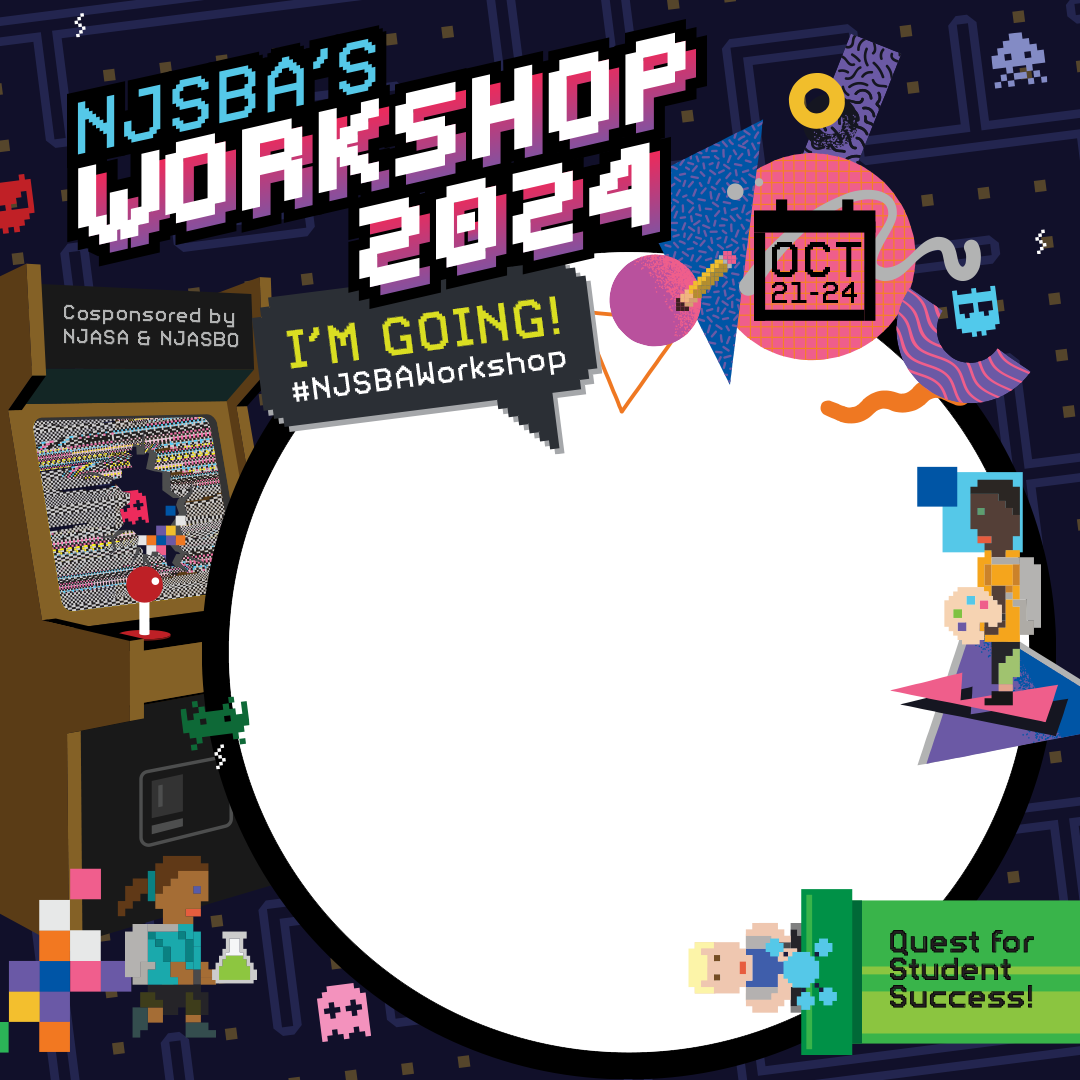 NJSBA'S
WORKSHOP
2024
OCT
21-24
Cosponsored by
NJASA & NJASBO
I'M GOING!
#NJSBAWorkshop
Quest for
Student
Success!